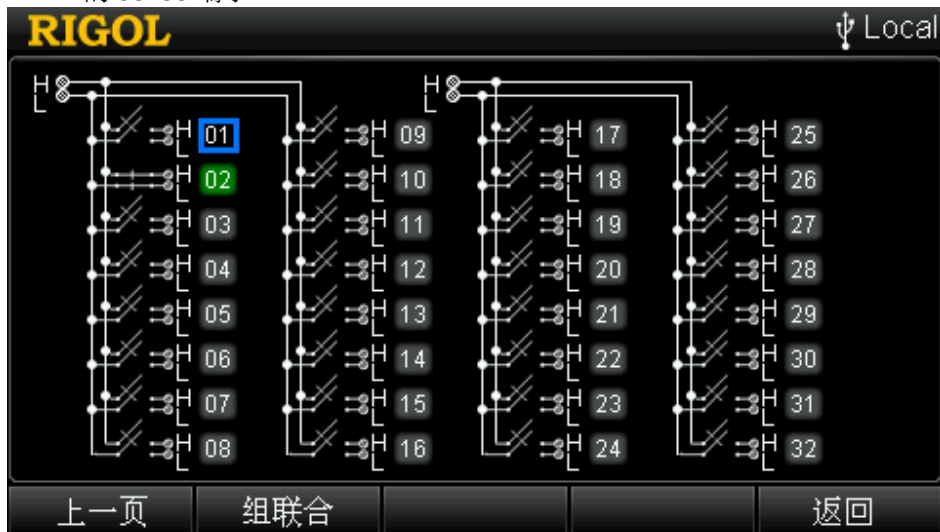 RIGOL Local
H H
L L
H 01 H 09 H 17 H 25
L L L L
H 02 H 10 H 18 H 26
L L L L
H 03 H 11 H 19 H 27
L L L L
H 04 H 12 H 20 H 28
L L L L
H 05 H 13 H 21 H 29
L L L L
H 06 H 14 H 22 H 30
L L L L
H 07 H 15 H 23 H 31
L L L L
H 08 H 16 H 24 H 32
L L L L
上一页 组联合 返回